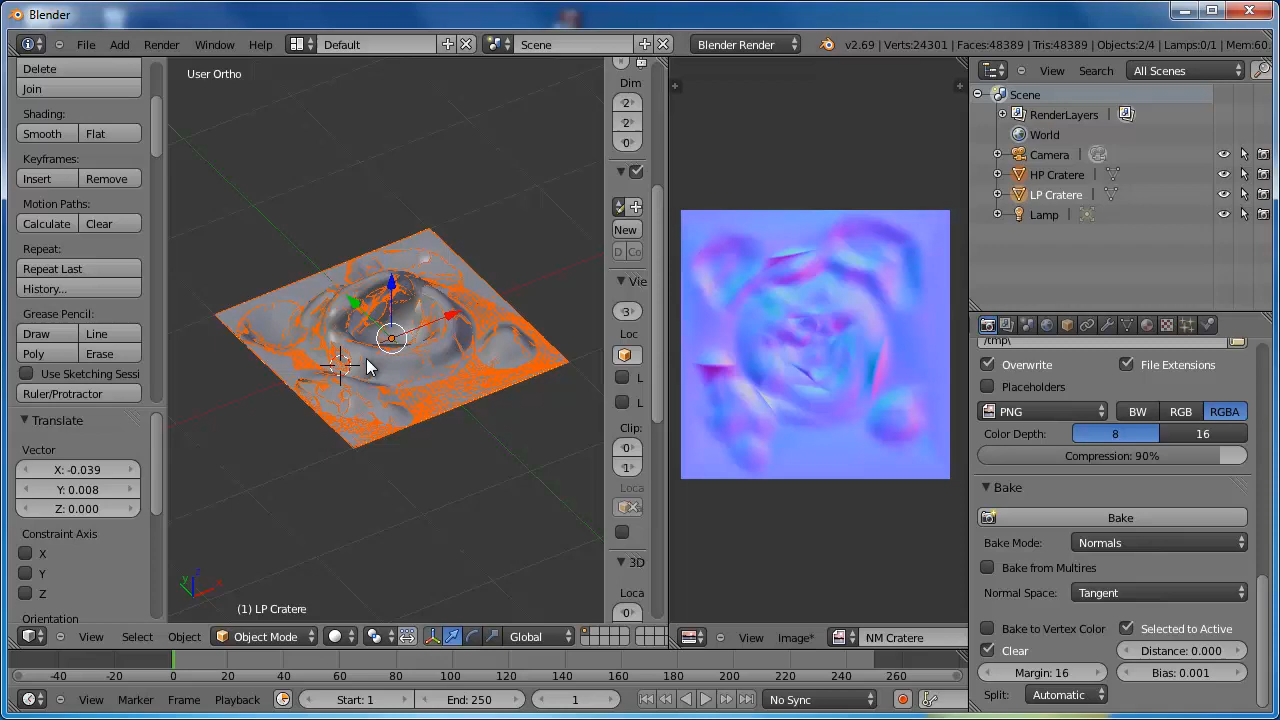 Blender
File Add Render Window Help Default Scene Blender Render v2.69 | Verts:24301 | Faces:48389 | Tris:48389 | Objects:2/4 | Lamps:0/1 | Mem:60.
Delete
Join
Shading:
Smooth Flat
Keyframes:
Insert Remove
Motion Paths:
Calculate Clear
Repeat:
Repeat Last
History...
Grease Pencil:
Draw Line
Poly Erase
Use Sketching Sessi
Ruler/Protractor
Translate
Vector
X: -0.039
Y: 0.008
Z: 0.000
Constraint Axis
X
Y
Z
Orientation
User Ortho
z
y
x
(1) LP Cratere
View Select Object Object Mode Global
Dim
2
2
0
New
D Co
Vie
3
Loc
L
L
Clip:
0
1
Loca
3D
Loca
0
View Image* NM Cratere
View Search All Scenes
Scene
RenderLayers |
World
Camera |
HP Cratere |
LP Cratere |
Lamp |
/tmp\
Overwrite File Extensions
Placeholders
PNG BW RGB RGBA
Color Depth: 8 16
Compression: 90%
Bake
Bake
Bake Mode: Normals
Bake from Multires
Normal Space: Tangent
Bake to Vertex Color Selected to Active
Clear Distance: 0.000
Margin: 16 Bias: 0.001
Split: Automatic
-40 -20 0 20 40 60 80 100 120 140 160 180 200 220 240 260
View Marker Frame Playback Start: 1 End: 250 1 No Sync